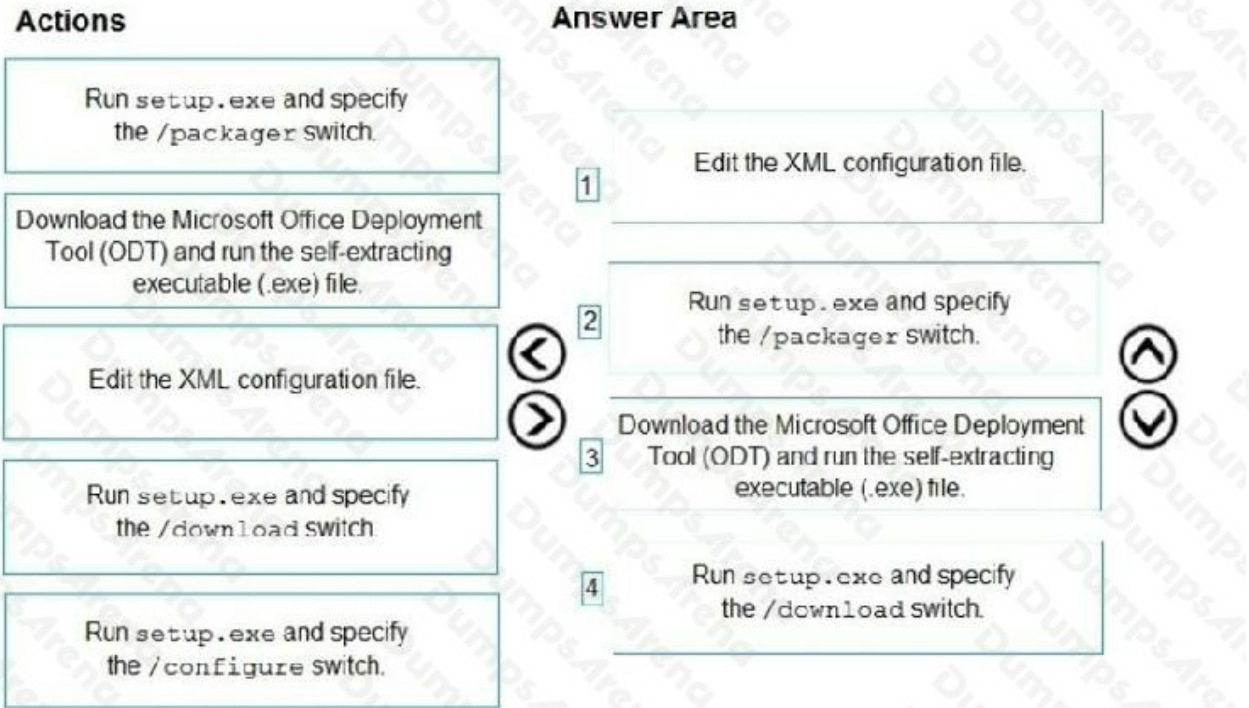 Actions
Run setup.exe and specify
the /packager switch.
Download the Microsoft Office Deployment
Tool (ODT) and run the self-extracting
executable (.exe) file.
Edit the XML configuration file.
Run setup.exe and specify
the /download switch
Run setup.exe and specify
the /configure switch.
Answer Area
1
Edit the XML configuration file.
2
Run setup.exe and specify
the /packager switch.
3
Download the Microsoft Office Deployment
Tool (ODT) and run the self-extracting
executable (.exe) file.
4
Run setup.exe and specify
the /download switch.
DumpsArena